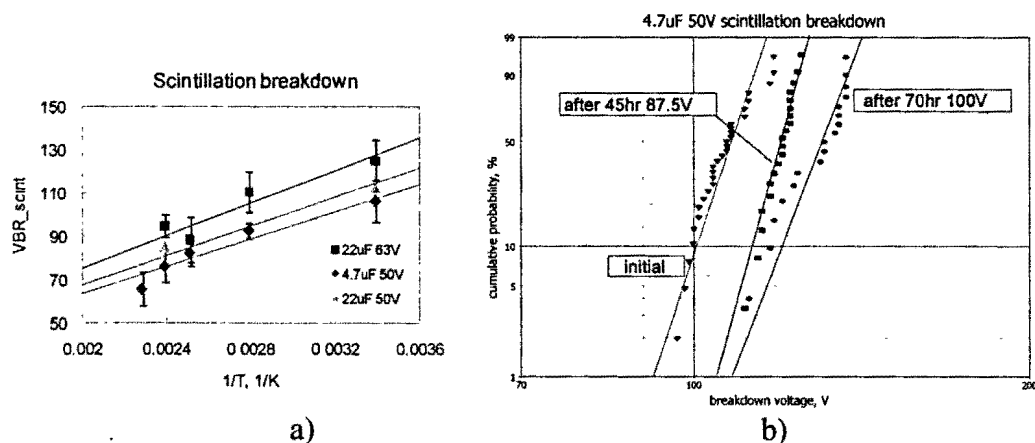 Scintillation breakdown
VBR_scint
150
130
110
90
70
50
0.002
0.0024
0.0028
0.0032
0.0036
1/T, 1/K
22uF 63V
4.7uF 50V
22uF 50V
a)
4.7uF 50V scintillation breakdown
cumulative probability, %
99
90
50
10
5
1
after 45hr 87.5V
after 70hr 100V
initial
70
100
200
breakdown voltage, V
b)